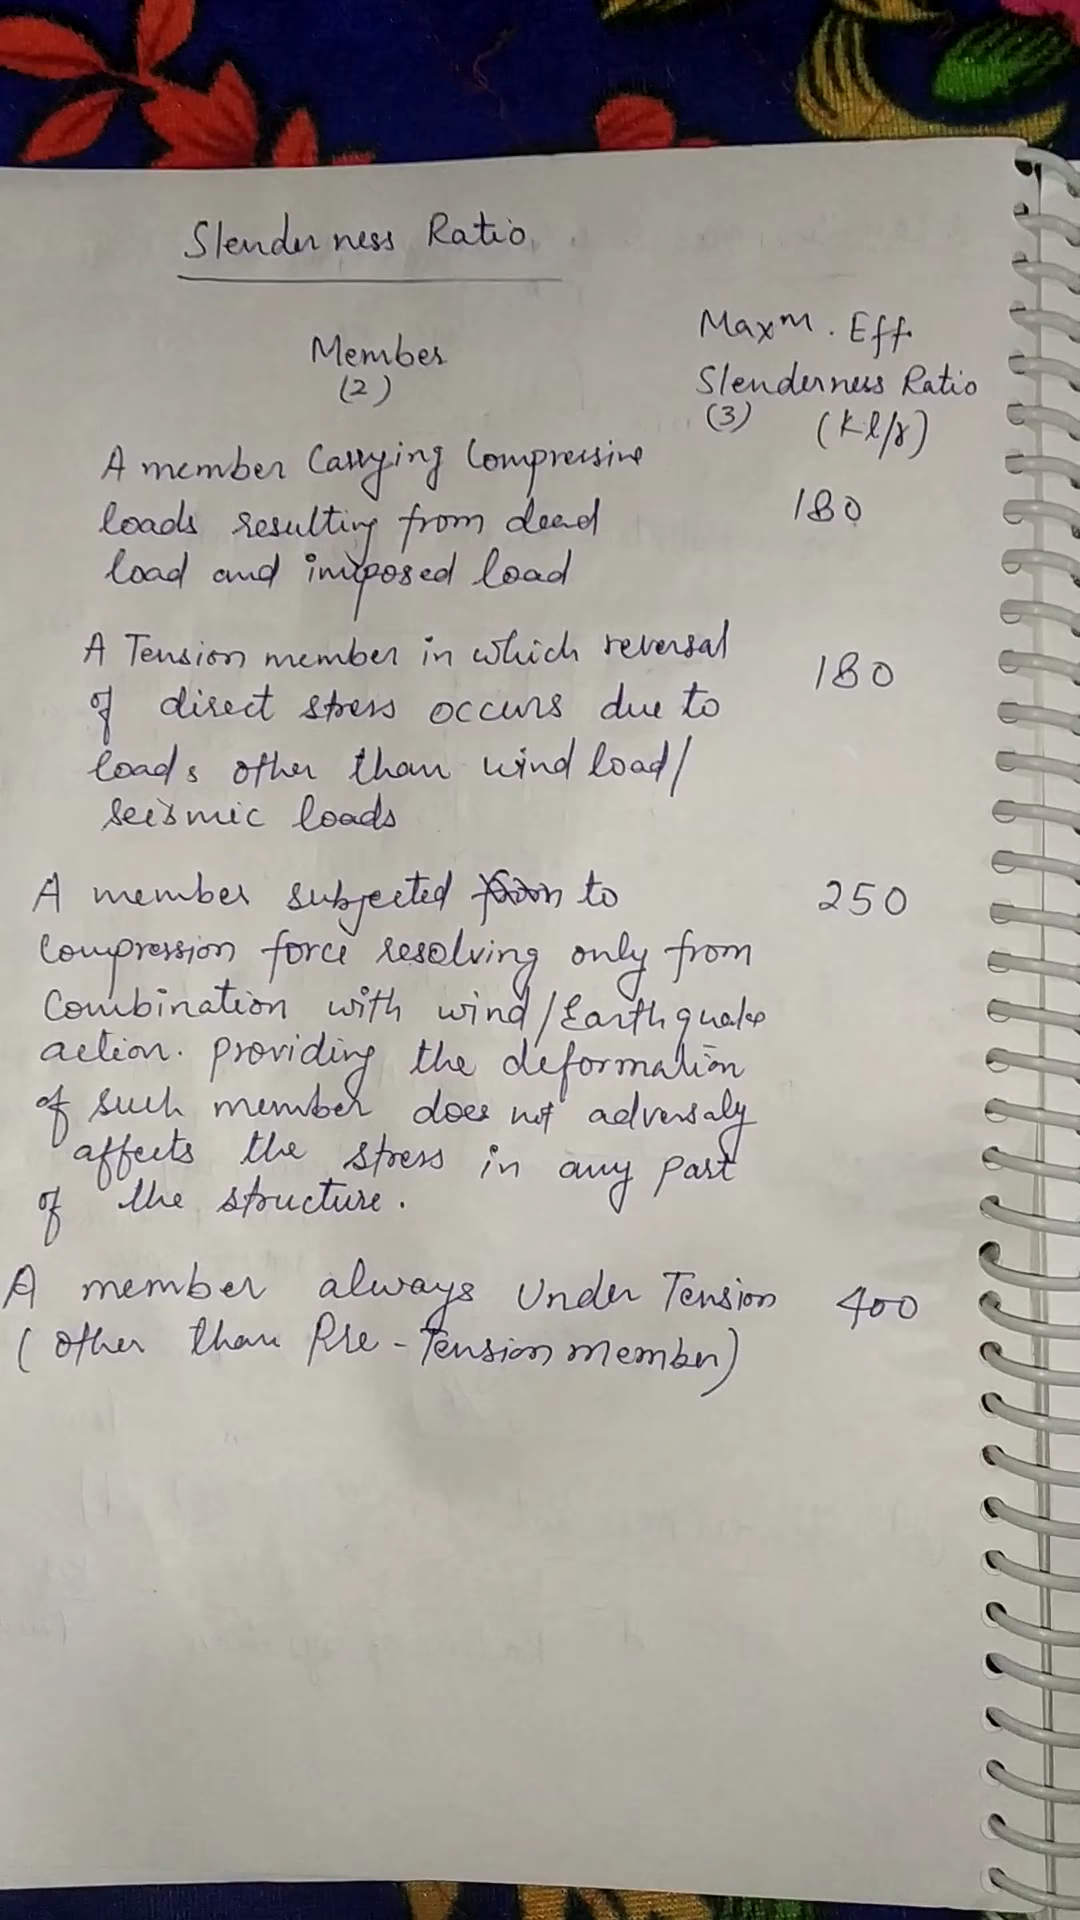 Slenderness Ratio
Member
(2)
Maxᵐ. Eff.
Slenderness Ratio
(3) (Kl/r)
A member Carrying Compressive
loads resulting from dead
load and imposed load
180
A Tension member in which reversal
of direct stress occurs due to
loads other than wind load/
seismic loads
180
A member subjected to
Compression force resolving only from
Combination with wind/Earthquake
action. providing the deformation
of such member does not adversaly
affects the stress in any part
of the structure.
250
A member always Under Tension
(other than Pre-Tension member)
400